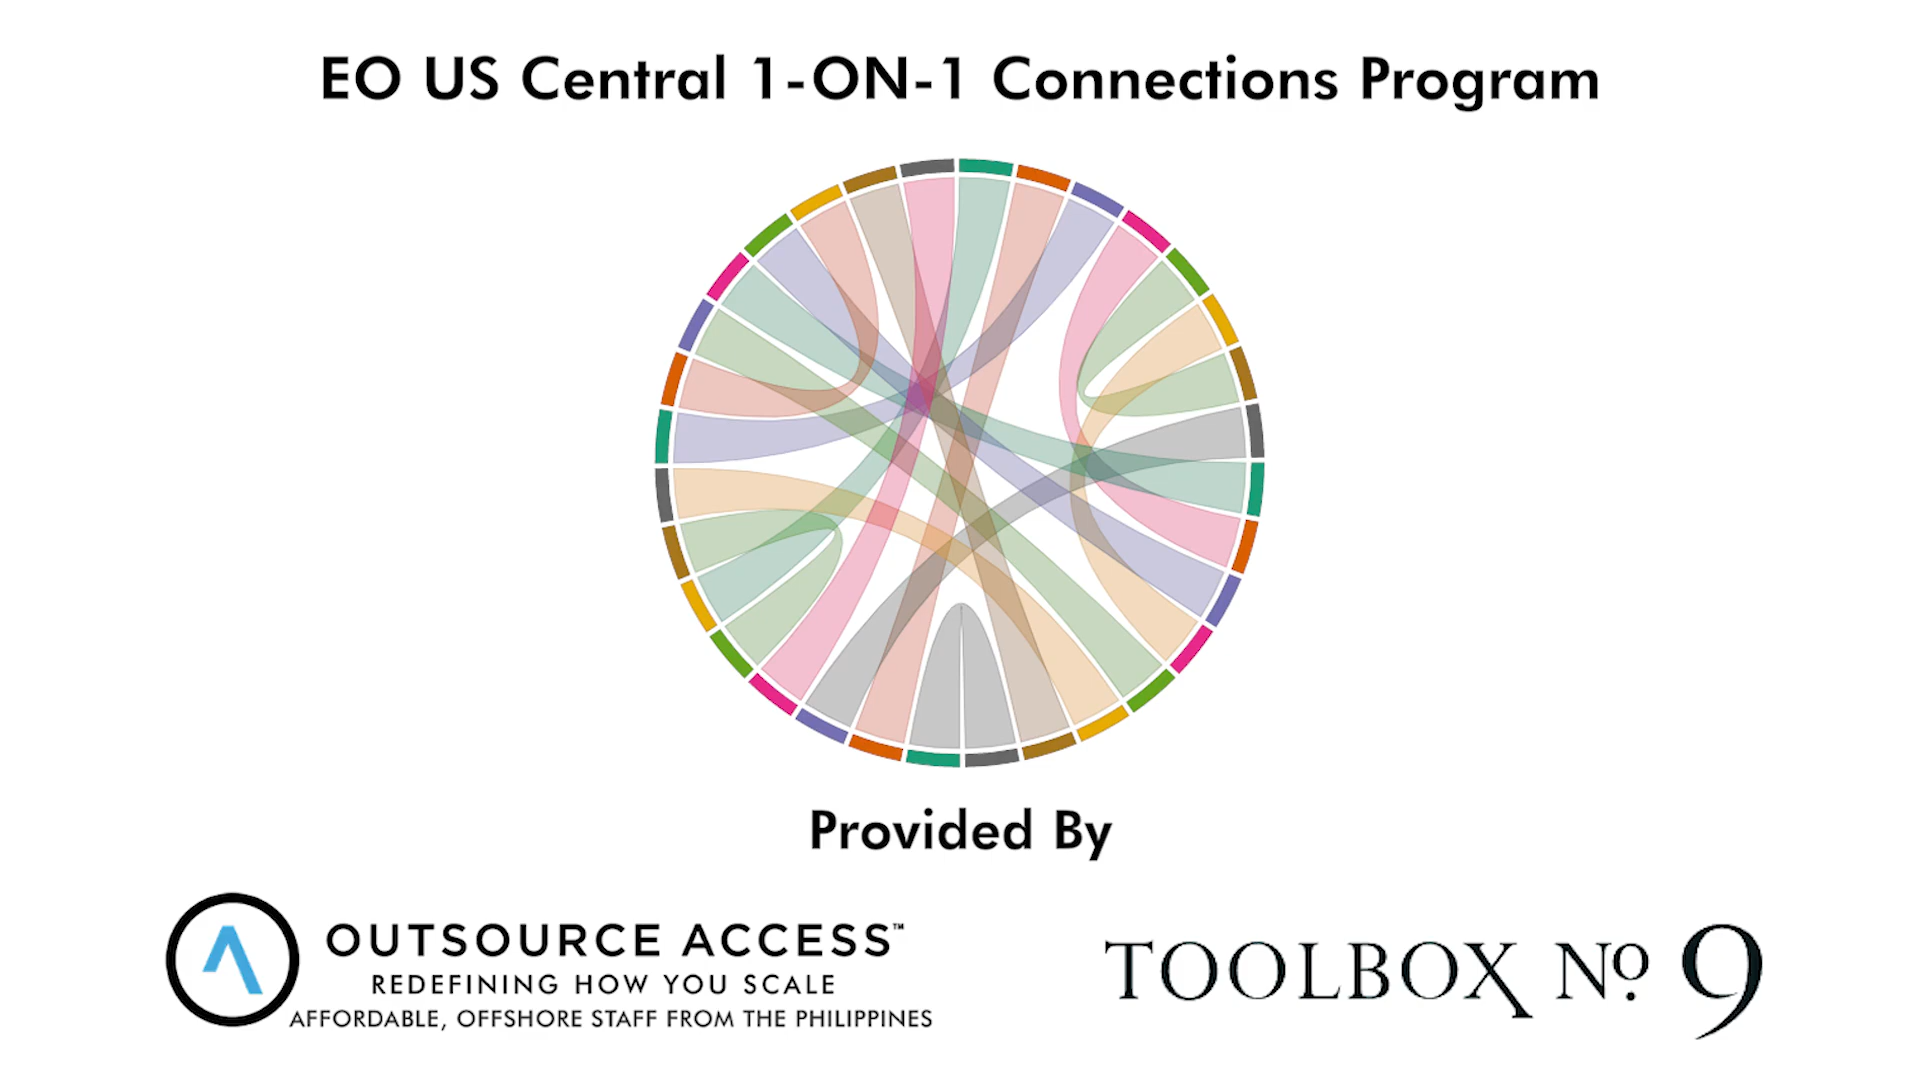 EO US Central 1-ON-1 Connections Program
Provided By
OUTSOURCE ACCESS™
REDEFINING HOW YOU SCALE
AFFORDABLE, OFFSHORE STAFF FROM THE PHILIPPINES
TOOLBOX No. 9